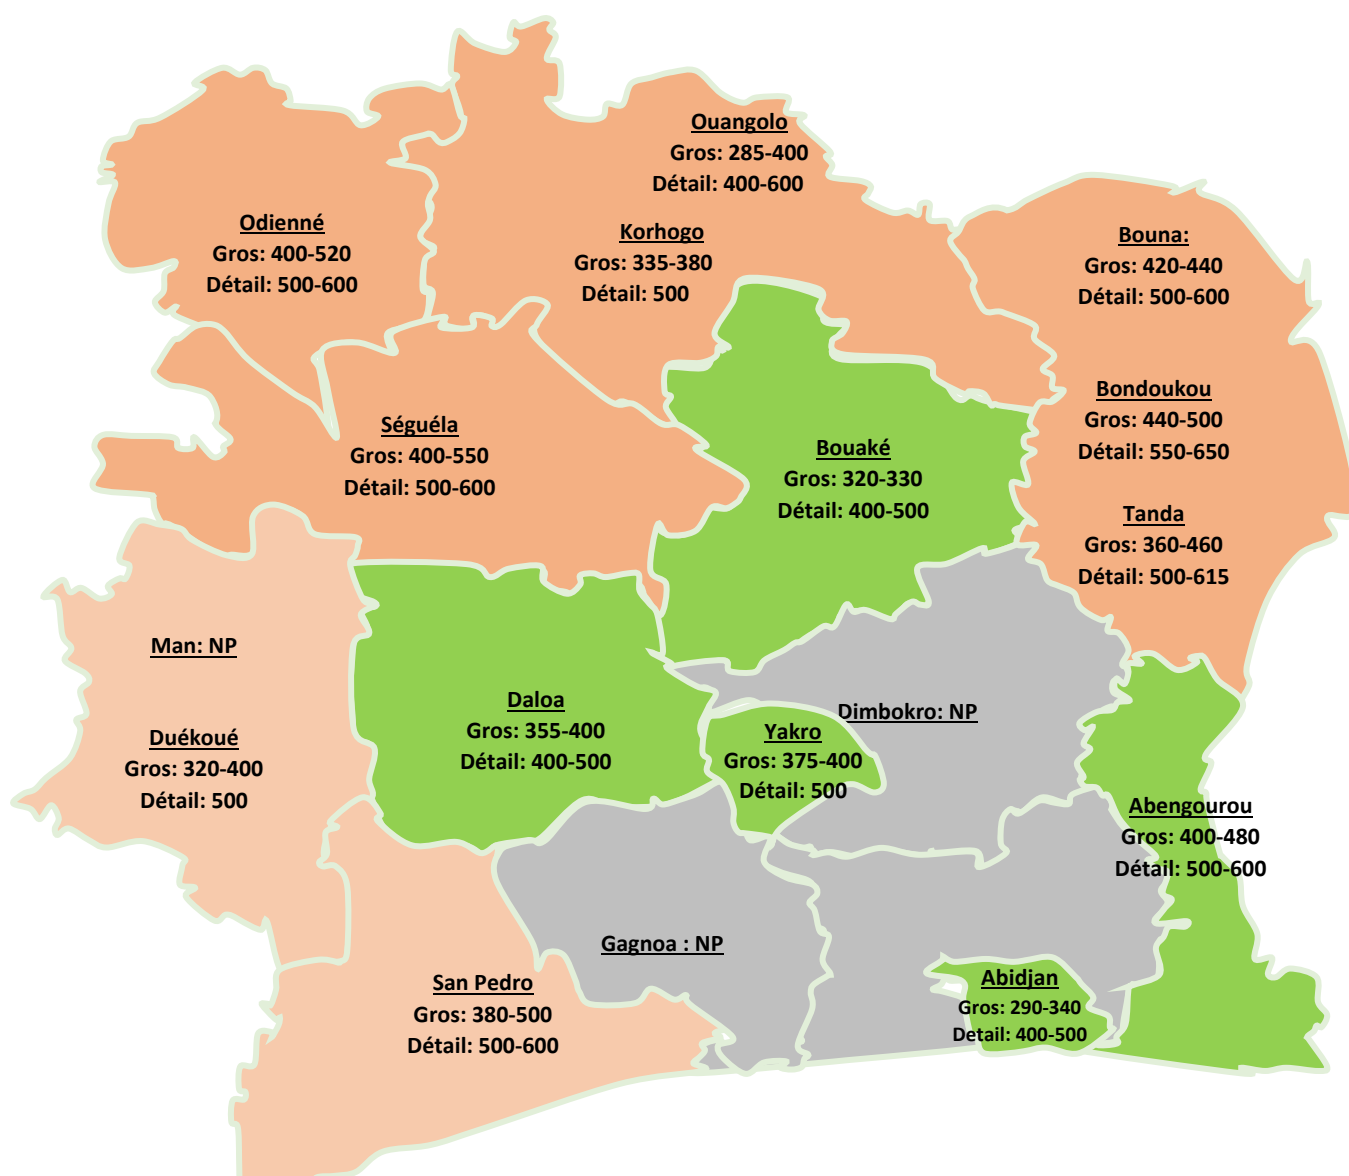 Ouangolo
Gros: 285-400
Détail: 400-600
Odienné
Gros: 400-520
Détail: 500-600
Korhogo
Gros: 335-380
Détail: 500
Bouna:
Gros: 420-440
Détail: 500-600
Bondoukou
Gros: 440-500
Détail: 550-650
Séguéla
Gros: 400-550
Détail: 500-600
Bouaké
Gros: 320-330
Détail: 400-500
Tanda
Gros: 360-460
Détail: 500-615
Man: NP
Duékoué
Gros: 320-400
Détail: 500
Daloa
Gros: 355-400
Détail: 400-500
Yakro
Gros: 375-400
Détail: 500
Dimbokro: NP
Abengourou
Gros: 400-480
Détail: 500-600
Gagnoa : NP
San Pedro
Gros: 380-500
Détail: 500-600
Abidjan
Gros: 290-340
Detail: 400-500